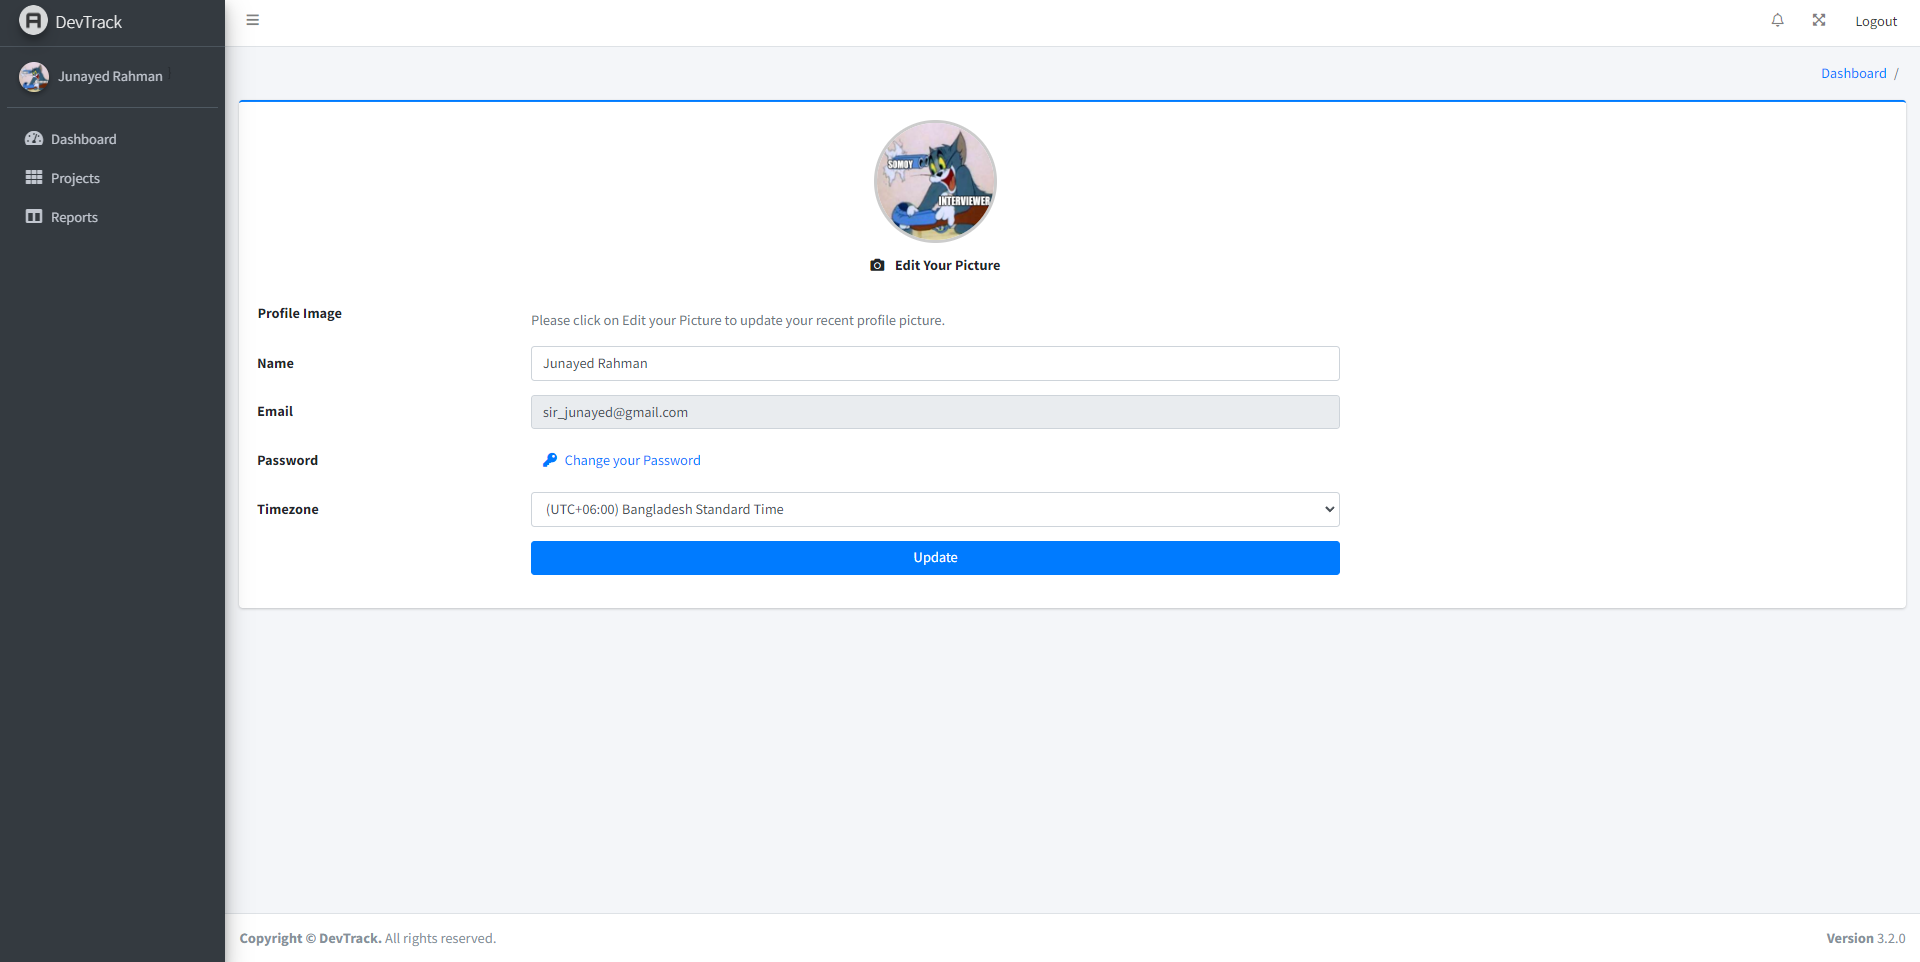 DevTrack
Logout
Junayed Rahman
Dashboard /
Dashboard
Projects
Reports
SOMOY
INTERVIEWER
Edit Your Picture
Profile Image
Please click on Edit your Picture to update your recent profile picture.
Name
Junayed Rahman
Email
sir_junayed@gmail.com
Password
Change your Password
Timezone
(UTC+06:00) Bangladesh Standard Time
Update
Copyright © DevTrack. All rights reserved.
Version 3.2.0